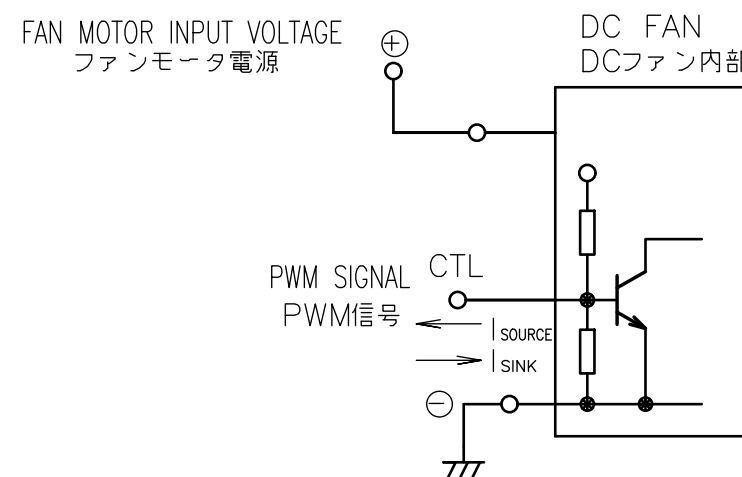 FAN MOTOR INPUT VOLTAGE
ファンモータ電源
⊕
DC FAN
DCファン内部
PWM SIGNAL
PWM信号
CTL
I SOURCE
I SINK
⊖